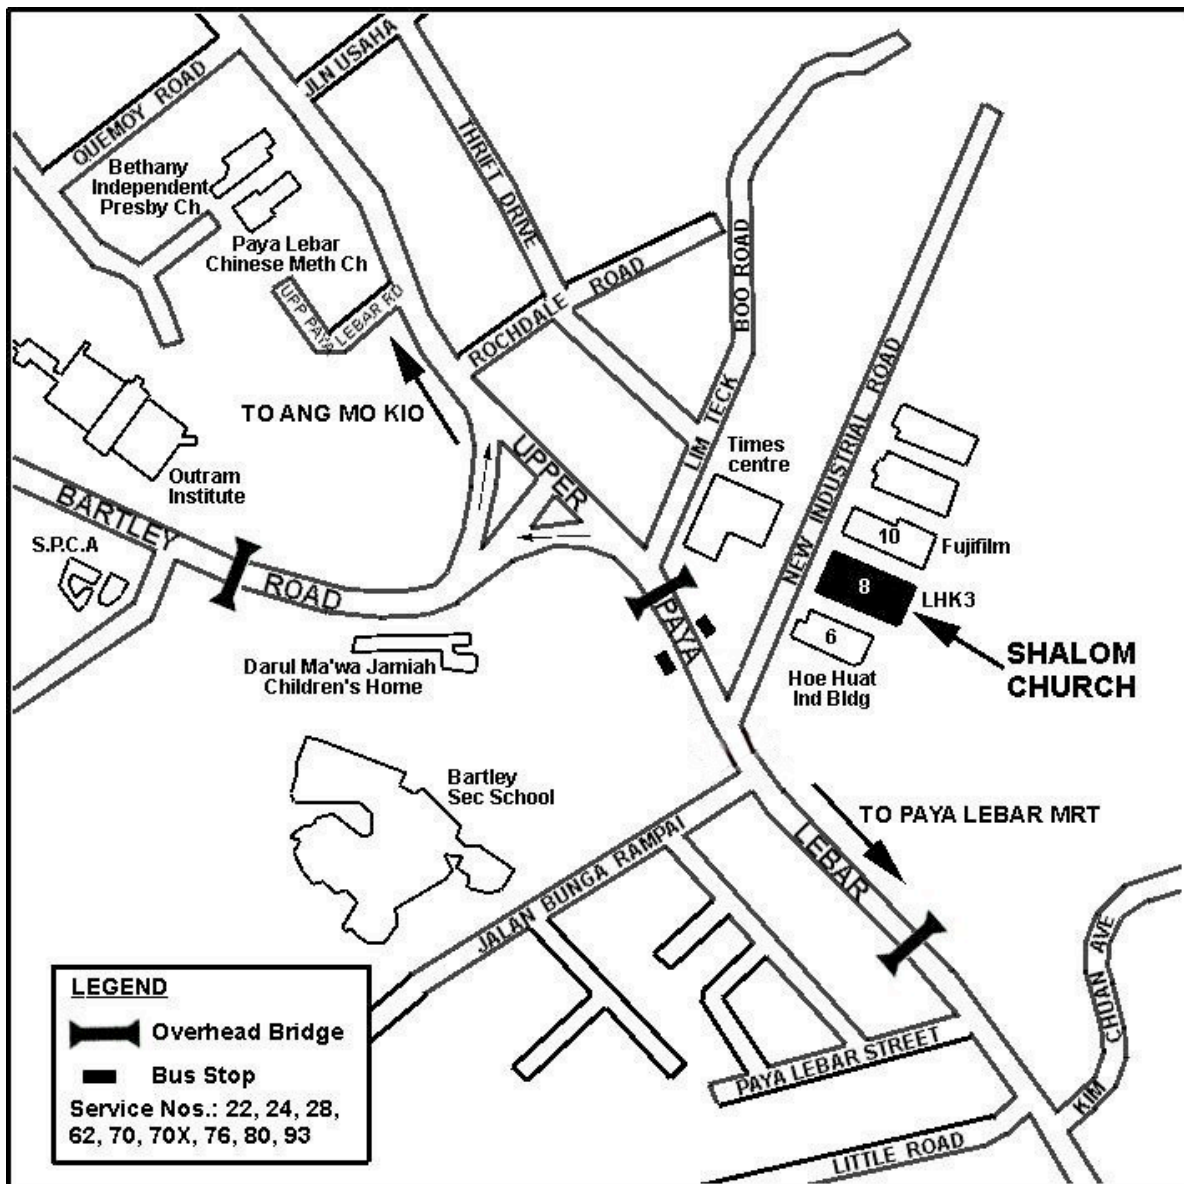 JLN USAHA
QUEMOY ROAD
THRIFT DRIVE
Bethany
Independent
Presby Ch
Paya Lebar
Chinese Meth Ch
UPP PAYA LEBAR RD
ROCHDALE ROAD
LIM TECK BOO ROAD
NEW INDUSTRIAL ROAD
TO ANG MO KIO
Outram
Institute
UPPER PAYA LEBAR
Times
centre
BARTLEY ROAD
S.P.C.A
10
Fujifilm
8
LHK3
6
Hoe Huat
Ind Bldg
SHALOM
CHURCH
Darul Ma'wa Jamiah
Children's Home
Bartley
Sec School
TO PAYA LEBAR MRT
JALAN BUNGA RAMPAI
KIM CHUAN AVE
PAYA LEBAR STREET
LITTLE ROAD
LEGEND
Overhead Bridge
Bus Stop
Service Nos.: 22, 24, 28,
62, 70, 70X, 76, 80, 93